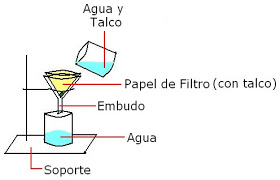 Agua y
Talco
Papel de Filtro (con talco)
Embudo
Agua
Soporte